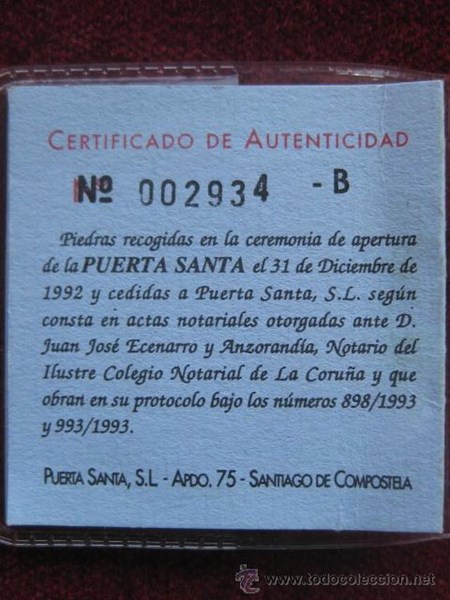 CERTIFICADO DE AUTENTICIDAD
Nº 002934 - B
Piedras recogidas en la ceremonia de apertura
de la PUERTA SANTA el 31 de Diciembre de
1992 y cedidas a Puerta Santa, S.L. según
consta en actas notariales otorgadas ante D.
Juan José Ecenarro y Anzorandía, Notario del
Ilustre Colegio Notarial de La Coruña y que
obran en su protocolo bajo los números 898/1993
y 993/1993.
PUERTA SANTA, S.L - APDO. 75 - SANTIAGO DE COMPOSTELA
www.todocoleccion.net